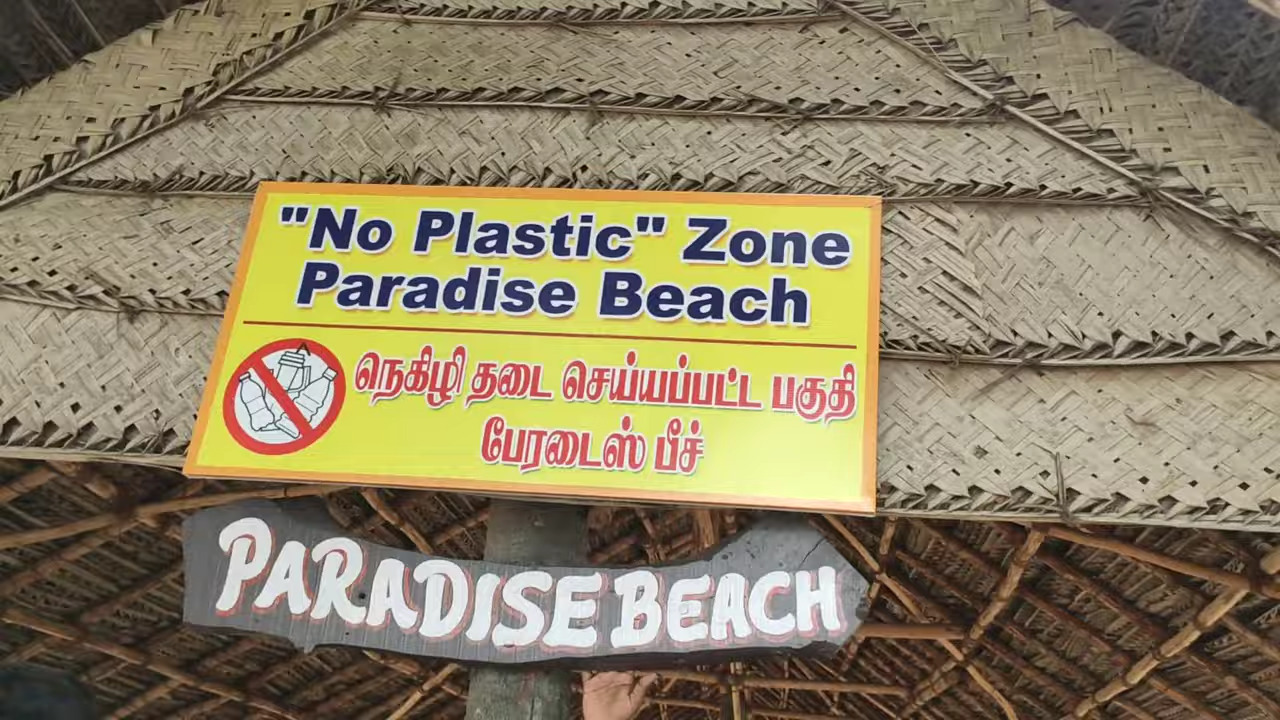 "No Plastic" Zone
Paradise Beach
நெகிழி தடை செய்யப்பட்ட பகுதி
பேரடைஸ் பீச்
PARADISE BEACH